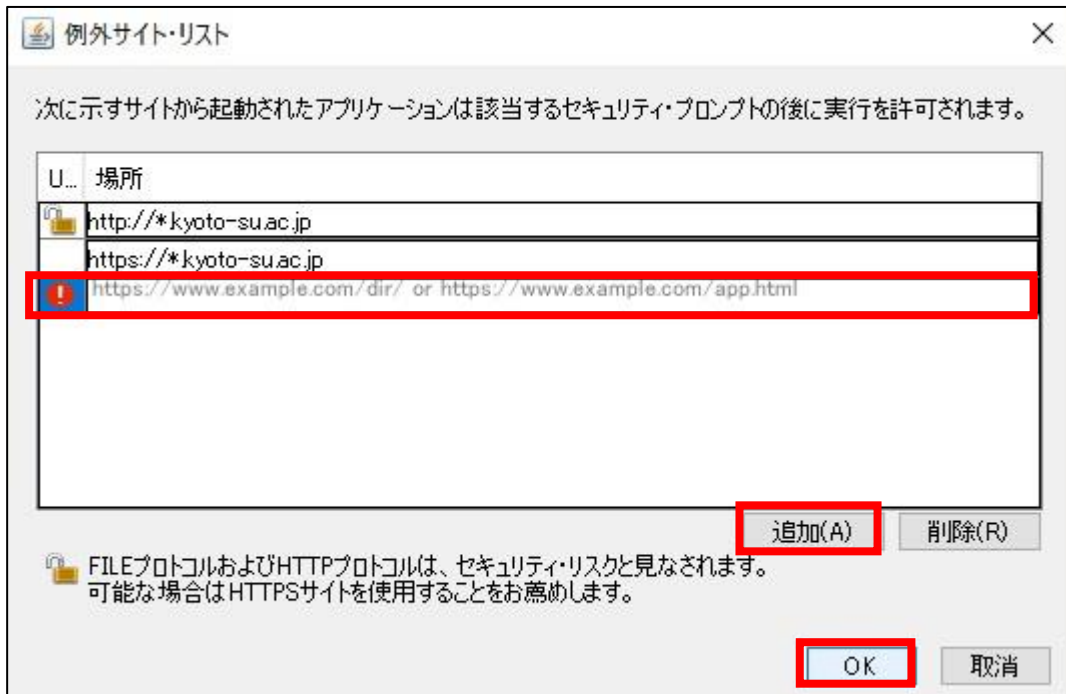 例外サイト・リスト
次に示すサイトから起動されたアプリケーションは該当するセキュリティ・プロンプトの後に実行を許可されます。
U... 場所
http://*.kyoto-su.ac.jp
https://*.kyoto-su.ac.jp
https://www.example.com/dir/ or https://www.example.com/app.html
追加(A) 削除(R)
FILEプロトコルおよびHTTPプロトコルは、セキュリティ・リスクと見なされます。
可能な場合はHTTPSサイトを使用することをお薦めします。
OK 取消